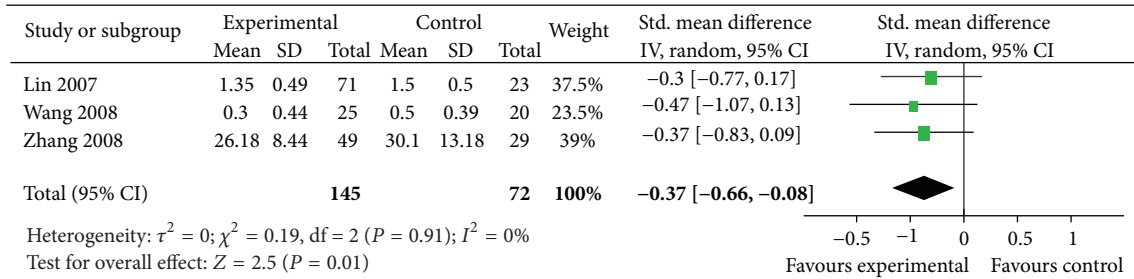 Study or subgroup Experimental Control Weight Std. mean difference Std. mean difference
Mean SD Total Mean SD Total IV, random, 95% CI IV, random, 95% CI
Lin 2007 1.35 0.49 71 1.5 0.5 23 37.5% −0.3 [−0.77, 0.17]
Wang 2008 0.3 0.44 25 0.5 0.39 20 23.5% −0.47 [−1.07, 0.13]
Zhang 2008 26.18 8.44 49 30.1 13.18 29 39% −0.37 [−0.83, 0.09]
Total (95% CI) 145 72 100% −0.37 [−0.66, −0.08]
Heterogeneity: τ² = 0; χ² = 0.19, df = 2 (P = 0.91); I² = 0%
−0.5 −1 0 0.5 1
Test for overall effect: Z = 2.5 (P = 0.01)
Favours experimental Favours control